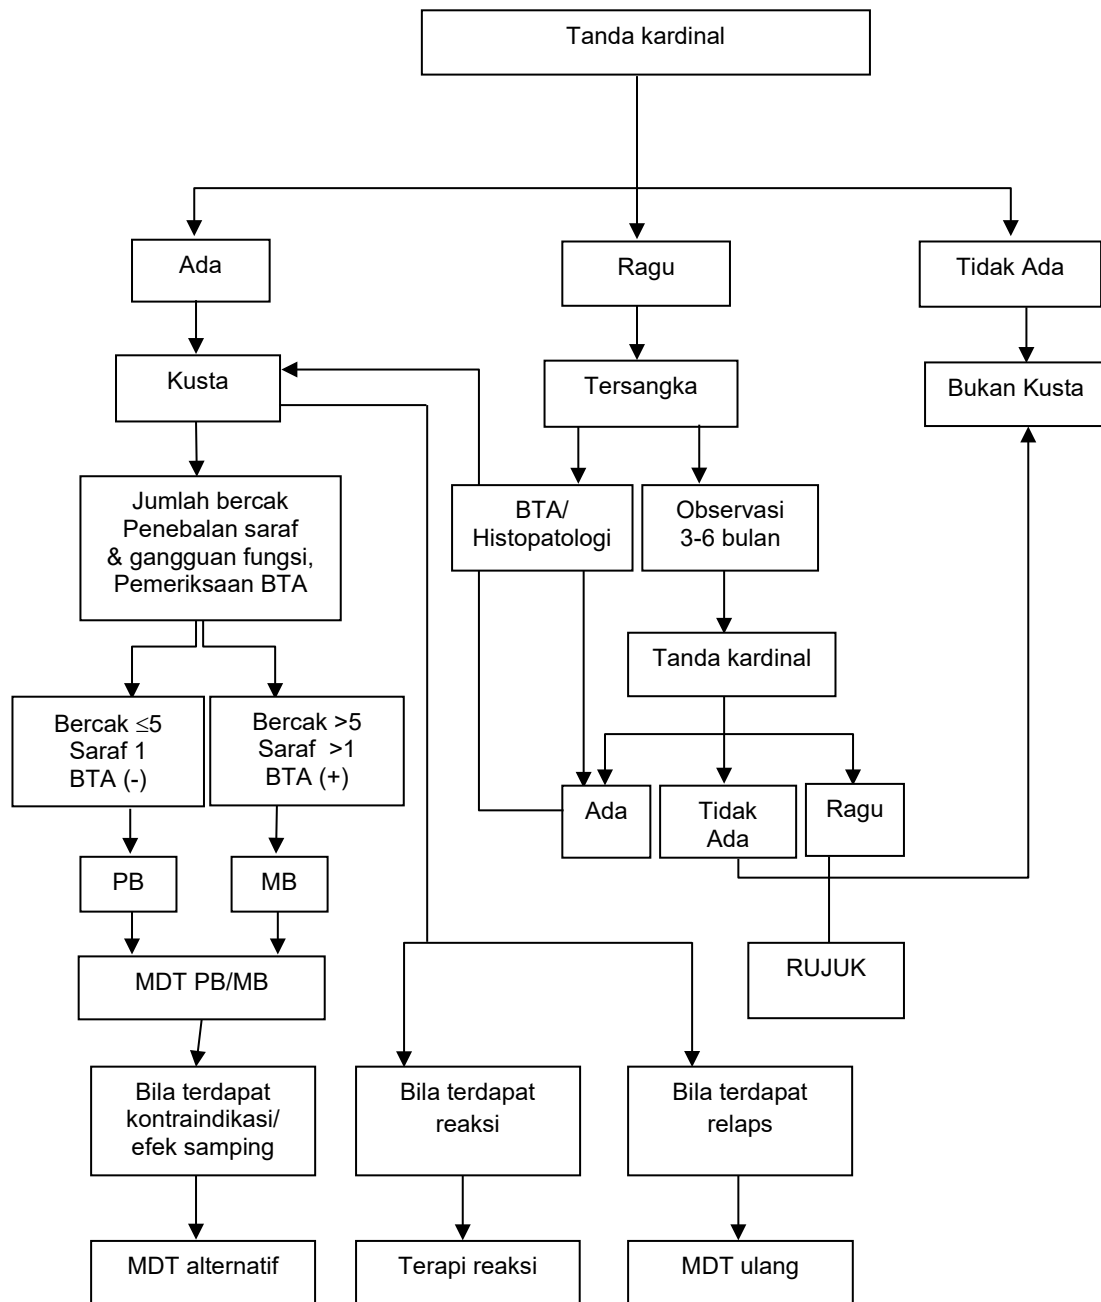 Tanda kardinal
Ada
Ragu
Tidak Ada
Kusta
Tersangka
Bukan Kusta
Jumlah bercak
Penebalan saraf
& gangguan fungsi,
Pemeriksaan BTA
BTA/
Histopatologi
Observasi
3-6 bulan
Tanda kardinal
Bercak ≤5
Saraf 1
BTA (-)
Bercak >5
Saraf >1
BTA (+)
Ada
Tidak
Ada
Ragu
PB
MB
MDT PB/MB
RUJUK
Bila terdapat
kontraindikasi/
efek samping
Bila terdapat
reaksi
Bila terdapat
relaps
MDT alternatif
Terapi reaksi
MDT ulang